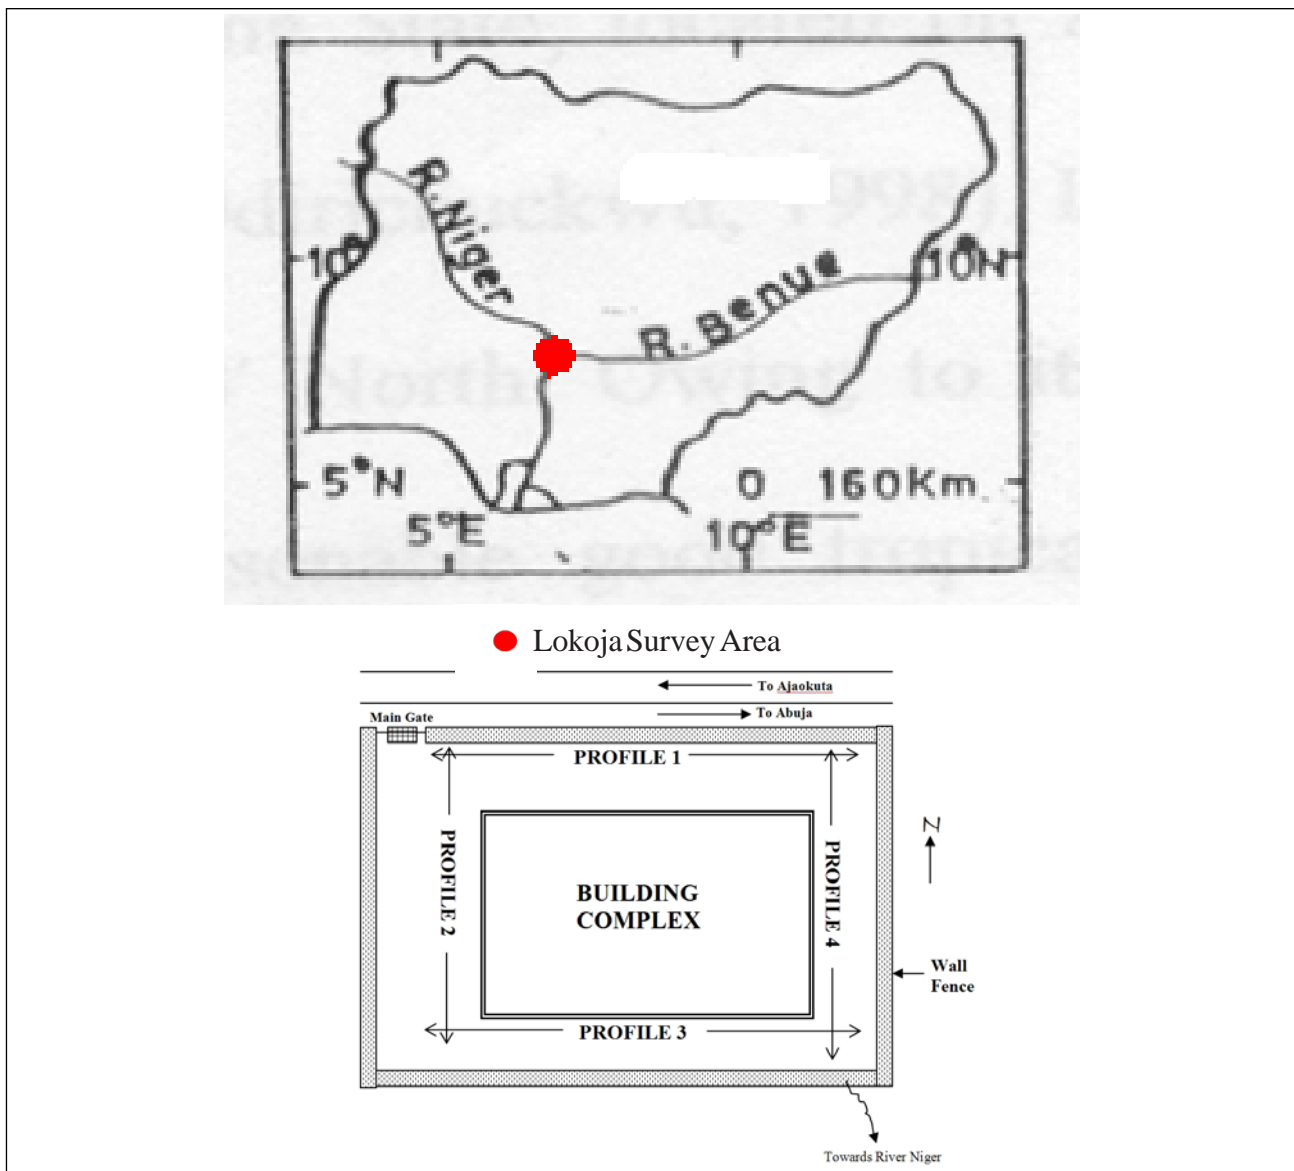 R. Niger
10°
10°N
R. Benue
5°N
0 160Km
5°E
10°E
Lokoja Survey Area
To Ajaokuta
To Abuja
Main Gate
PROFILE 1
PROFILE 2
BUILDING
COMPLEX
PROFILE 4
N
Wall
Fence
PROFILE 3
Towards River Niger